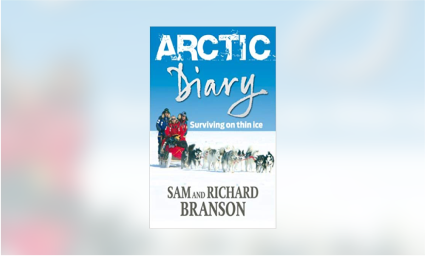 ARCTIC
Diary
Surviving on thin ice
SAM AND RICHARD
BRANSON